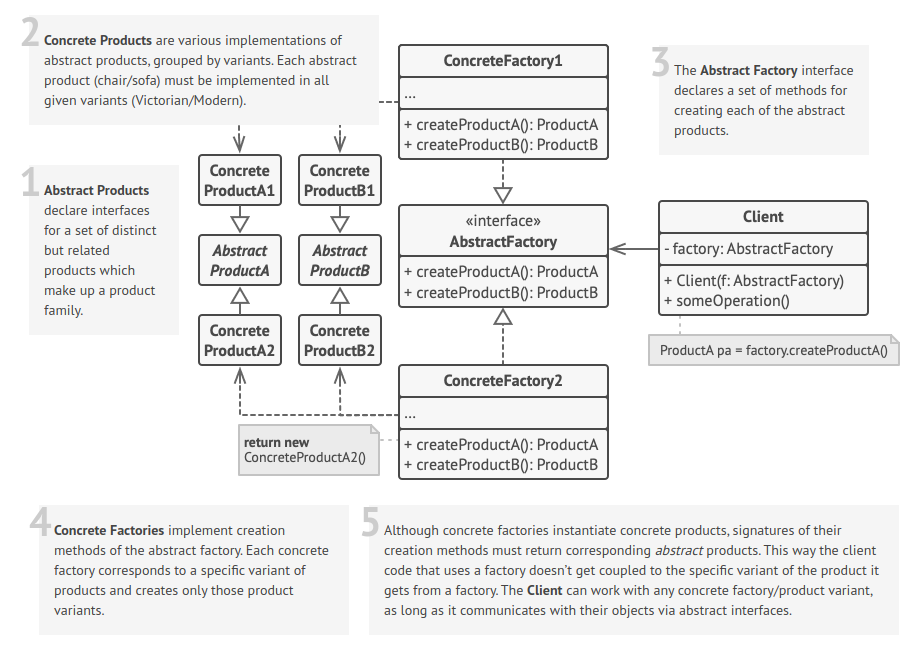 2
Concrete Products are various implementations of
abstract products, grouped by variants. Each abstract
product (chair/sofa) must be implemented in all
given variants (Victorian/Modern).
ConcreteFactory1
...
+ createProductA(): ProductA
+ createProductB(): ProductB
3
The Abstract Factory interface
declares a set of methods for
creating each of the abstract
products.
1
Abstract Products
declare interfaces
for a set of distinct
but related
products which
make up a product
family.
Concrete
ProductA1
Concrete
ProductB1
Abstract
ProductA
Abstract
ProductB
Concrete
ProductA2
Concrete
ProductB2
«interface»
AbstractFactory
+ createProductA(): ProductA
+ createProductB(): ProductB
Client
- factory: AbstractFactory
+ Client(f: AbstractFactory)
+ someOperation()
ProductA pa = factory.createProductA()
ConcreteFactory2
...
+ createProductA(): ProductA
+ createProductB(): ProductB
return new
ConcreteProductA2()
4
Concrete Factories implement creation
methods of the abstract factory. Each concrete
factory corresponds to a specific variant of
products and creates only those product
variants.
5
Although concrete factories instantiate concrete products, signatures of their
creation methods must return corresponding abstract products. This way the client
code that uses a factory doesn't get coupled to the specific variant of the product it
gets from a factory. The Client can work with any concrete factory/product variant,
as long as it communicates with their objects via abstract interfaces.